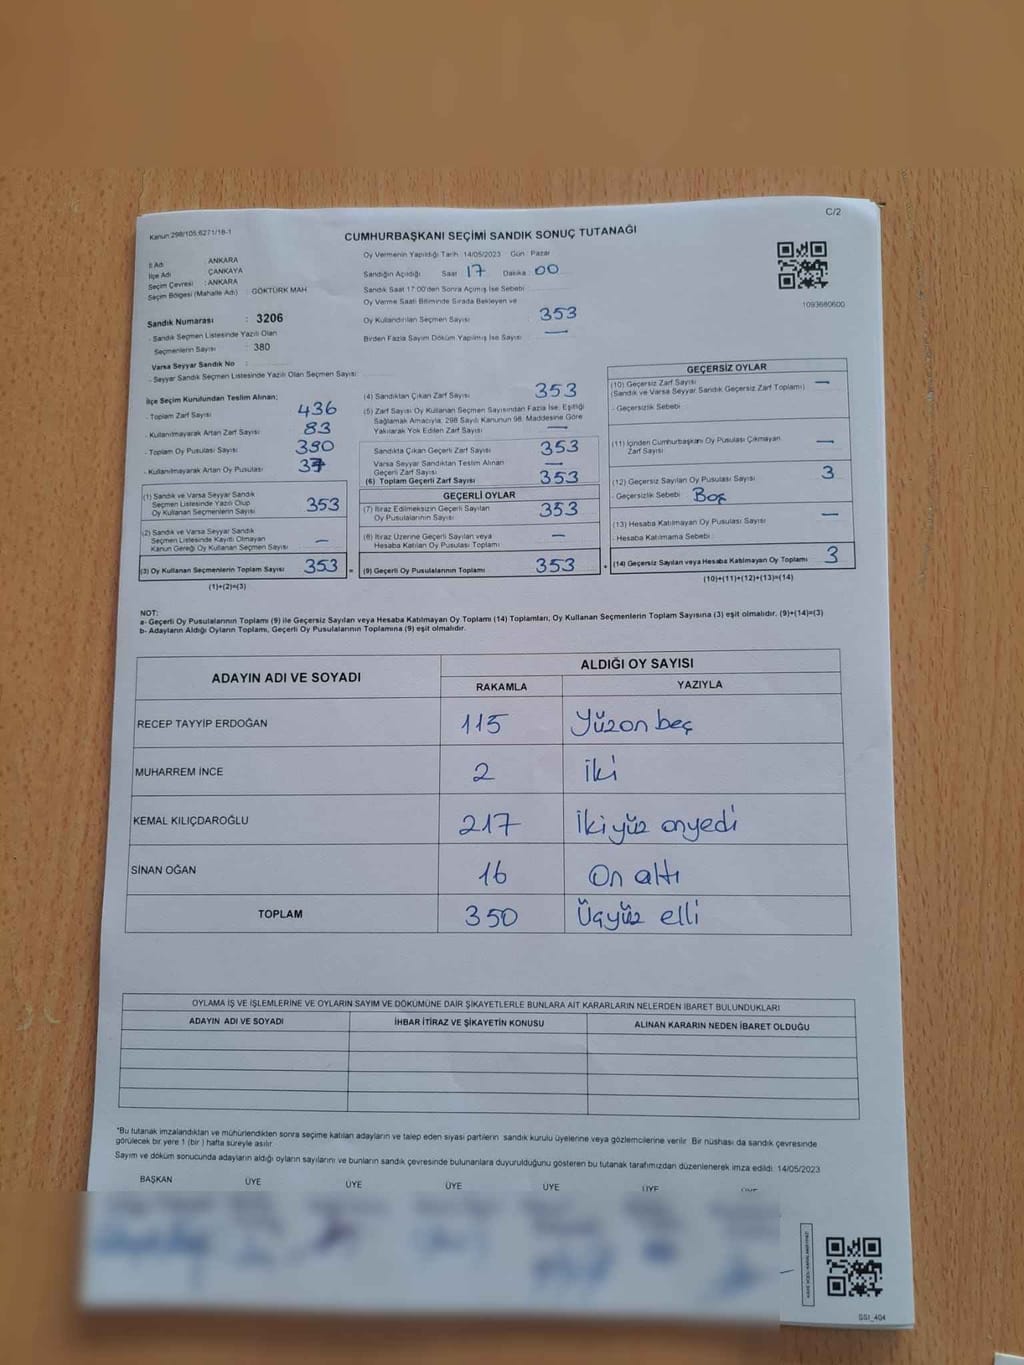 C/2
Kanun:298/105;6271/18-1
CUMHURBAŞKANI SEÇİMİ SANDIK SONUÇ TUTANAĞI
İl Adı : ANKARA
İlçe Adı : ÇANKAYA
Seçim Çevresi : ANKARA
Seçim Bölgesi (Mahalle Adı) : GÖKTÜRK MAH
Sandık Numarası : 3206
- Sandık Seçmen Listesinde Yazılı Olan
Seçmenlerin Sayısı : 380
Varsa Seyyar Sandık No :
- Seyyar Sandık Seçmen Listesinde Yazılı Olan Seçmen Sayısı:
Oy Vermenin Yapıldığı Tarih :14/05/2023 Gün : Pazar
Sandığın Açıldığı Saat : 17 Dakika : 00
Sandık Saat 17:00'den Sonra Açılmış İse Sebebi :
Oy Verme Saati Bitiminde Sırada Bekleyen ve
Oy Kullandırılan Seçmen Sayısı : 353
Birden Fazla Sayım Döküm Yapılmış İse Sayısı : —
1093680600
İlçe Seçim Kurulundan Teslim Alınan;
- Toplam Zarf Sayısı 436
- Kullanılmayarak Artan Zarf Sayısı 83
- Toplam Oy Pusulası Sayısı 390
- Kullanılmayarak Artan Oy Pusulası 37
(1) Sandık ve Varsa Seyyar Sandık
Seçmen Listesinde Yazılı Olup
Oy Kullanan Seçmenlerin Sayısı 353
(2) Sandık ve Varsa Seyyar Sandık
Seçmen Listesinde Kayıtlı Olmayan
Kanun Gereği Oy Kullanan Seçmen Sayısı —
(3) Oy Kullanan Seçmenlerin Toplam Sayısı 353 =
(1)+(2)=(3)
(4) Sandıktan Çıkan Zarf Sayısı 353
(5) Zarf Sayısı Oy Kullanan Seçmen Sayısından Fazla İse, Eşitliği
Sağlamak Amacıyla; 298 Sayılı Kanunun 98. Maddesine Göre
Yakılarak Yok Edilen Zarf Sayısı —
Sandıkta Çıkan Geçerli Zarf Sayısı 353
Varsa Seyyar Sandıktan Teslim Alınan
Geçerli Zarf Sayısı —
(6) Toplam Geçerli Zarf Sayısı 353
GEÇERLİ OYLAR
(7) İtiraz Edilmeksizin Geçerli Sayılan
Oy Pusulalarının Sayısı 353
(8) İtiraz Üzerine Geçerli Sayılan veya
Hesaba Katılan Oy Pusulası Toplamı —
(9) Geçerli Oy Pusulalarının Toplamı 353 +
GEÇERSİZ OYLAR
(10) Geçersiz Zarf Sayısı —
(Sandık ve Varsa Seyyar Sandık Geçersiz Zarf Toplamı)
- Geçersizlik Sebebi :
(11) İçinden Cumhurbaşkanı Oy Pusulası Çıkmayan
Zarf Sayısı —
(12) Geçersiz Sayılan Oy Pusulası Sayısı 3
- Geçersizlik Sebebi : Boş
(13) Hesaba Katılmayan Oy Pusulası Sayısı —
- Hesaba Katılmama Sebebi :
(14) Geçersiz Sayılan veya Hesaba Katılmayan Oy Toplamı 3
(10)+(11)+(12)+(13)=(14)
NOT:
a- Geçerli Oy Pusulalarının Toplamı (9) ile Geçersiz Sayılan veya Hesaba Katılmayan Oy Toplamı (14) Toplamları, Oy Kullanan Seçmenlerin Toplam Sayısına (3) eşit olmalıdır. (9)+(14)=(3)
b- Adayların Aldığı Oyların Toplamı, Geçerli Oy Pusulalarının Toplamına (9) eşit olmalıdır.
ADAYIN ADI VE SOYADI ALDIĞI OY SAYISI
RAKAMLA YAZIYLA
RECEP TAYYİP ERDOĞAN 115 Yüzon beş
MUHARREM İNCE 2 iki
KEMAL KILIÇDAROĞLU 217 İkiyüz onyedi
SİNAN OĞAN 16 On altı
TOPLAM 350 Üçyüz elli
OYLAMA İŞ VE İŞLEMLERİNE VE OYLARIN SAYIM VE DÖKÜMÜNE DAİR ŞİKAYETLERLE BUNLARA AİT KARARLARIN NELERDEN İBARET BULUNDUKLARI
ADAYIN ADI VE SOYADI İHBAR İTİRAZ VE ŞİKAYETİN KONUSU ALINAN KARARIN NEDEN İBARET OLDUĞU
*Bu tutanak imzalandıktan ve mühürlendikten sonra seçime katılan adayların ve talep eden siyasi partilerin sandık kurulu üyelerine veya gözlemcilerine verilir. Bir nüshası da sandık çevresinde
görülecek bir yere 1 (bir ) hafta süreyle asılır.
Sayım ve döküm sonucunda adayların aldığı oyların sayılarını ve bunların sandık çevresinde bulunanlara duyurulduğunu gösteren bu tutanak tarafımızdan düzenlenerek imza edildi. 14/05/2023
BAŞKAN ÜYE ÜYE ÜYE ÜYE ÜYE ÜYE
SSI_404